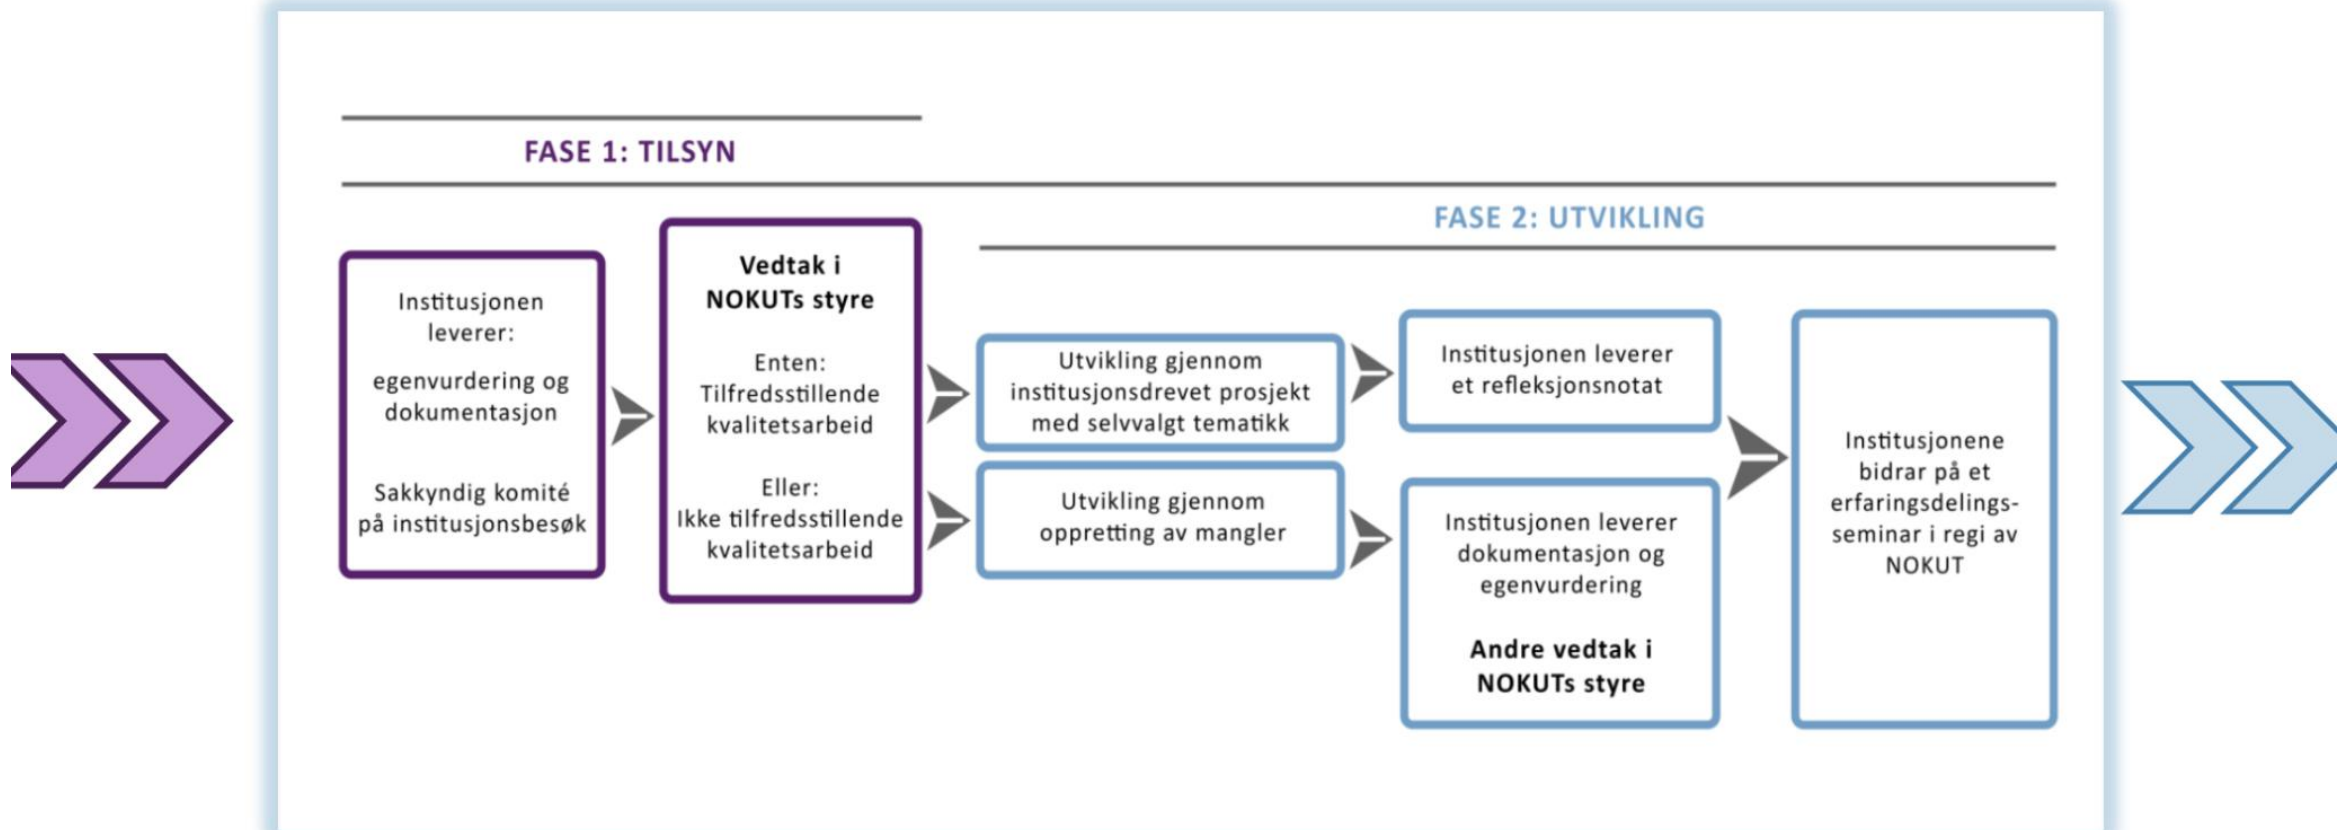 FASE 1: TILSYN
FASE 2: UTVIKLING
Institusjonen
leverer:
egenvurdering og
dokumentasjon
Sakkyndig komité
på institusjonsbesøk
Vedtak i
NOKUTs styre
Enten:
Tilfredsstillende
kvalitetsarbeid
Eller:
Ikke tilfredsstillende
kvalitetsarbeid
Utvikling gjennom
institusjonsdrevet prosjekt
med selvvalgt tematikk
Utvikling gjennom
oppretting av mangler
Institusjonen leverer
et refleksjonsnotat
Institusjonen leverer
dokumentasjon og
egenvurdering
Andre vedtak i
NOKUTs styre
Institusjonene
bidrar på et
erfaringsdelings-
seminar i regi av
NOKUT